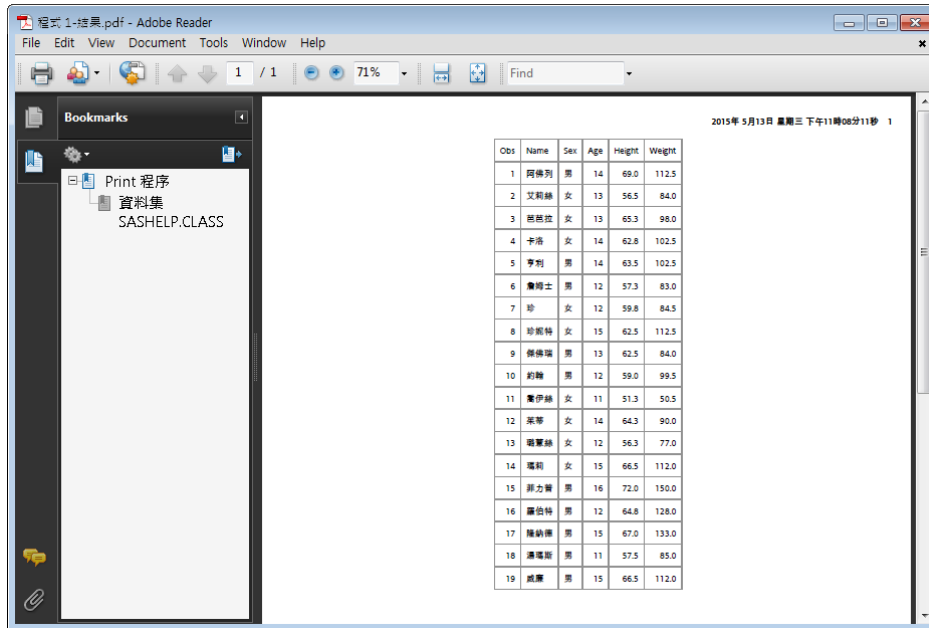 程式 1-結果.pdf - Adobe Reader
File Edit View Document Tools Window Help
1 / 1 71% Find
Bookmarks
Print 程序
資料集
SASHELP.CLASS
2015年 5月13日 星期三 下午11時08分11秒 1
Obs Name Sex Age Height Weight
1 阿佛列 男 14 69.0 112.5
2 艾莉絲 女 13 56.5 84.0
3 芭芭拉 女 13 65.3 98.0
4 卡洛 女 14 62.8 102.5
5 亨利 男 14 63.5 102.5
6 詹姆士 男 12 57.3 83.0
7 珍 女 12 59.8 84.5
8 珍妮特 女 15 62.5 112.5
9 傑佛瑞 男 13 62.5 84.0
10 約翰 男 12 59.0 99.5
11 喬伊絲 女 11 51.3 50.5
12 茱蒂 女 14 64.3 90.0
13 女 12 56.3 77.0
14 瑪莉 女 15 66.5 112.0
15 菲力普 男 16 72.0 150.0
16 羅伯特 男 12 64.8 128.0
17 隆納德 男 15 67.0 133.0
18 湯瑪斯 男 11 57.5 85.0
19 威廉 男 15 66.5 112.0